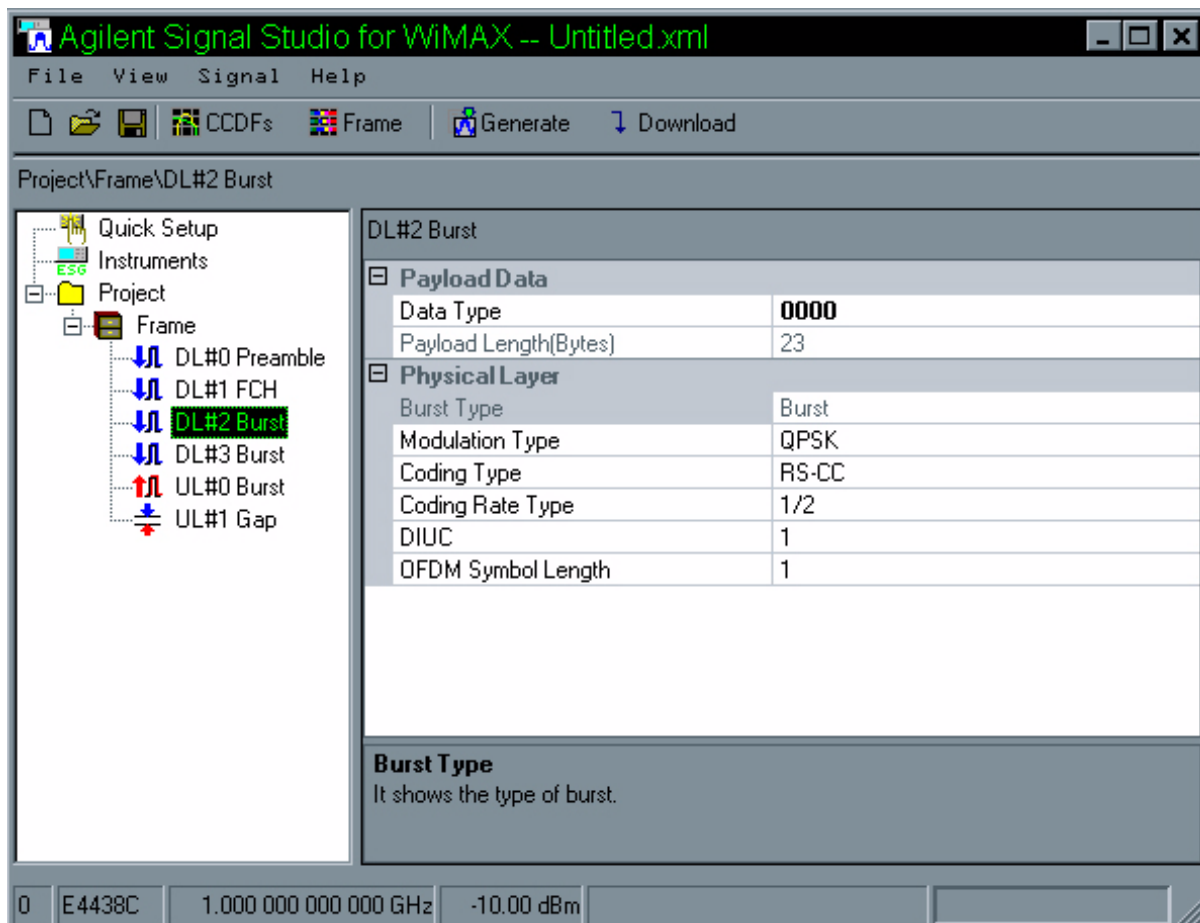 Agilent Signal Studio for WiMAX -- Untitled.xml
File View Signal Help
CCDFs Frame Generate Download
Project\Frame\DL#2 Burst
Quick Setup
ESG Instruments
Project
Frame
DL#0 Preamble
DL#1 FCH
DL#2 Burst
DL#3 Burst
UL#0 Burst
UL#1 Gap
DL#2 Burst
Payload Data
Data Type 0000
Payload Length(Bytes) 23
Physical Layer
Burst Type Burst
Modulation Type QPSK
Coding Type RS-CC
Coding Rate Type 1/2
DIUC 1
OFDM Symbol Length 1
Burst Type
It shows the type of burst.
0 E4438C 1.000 000 000 000 GHz -10.00 dBm